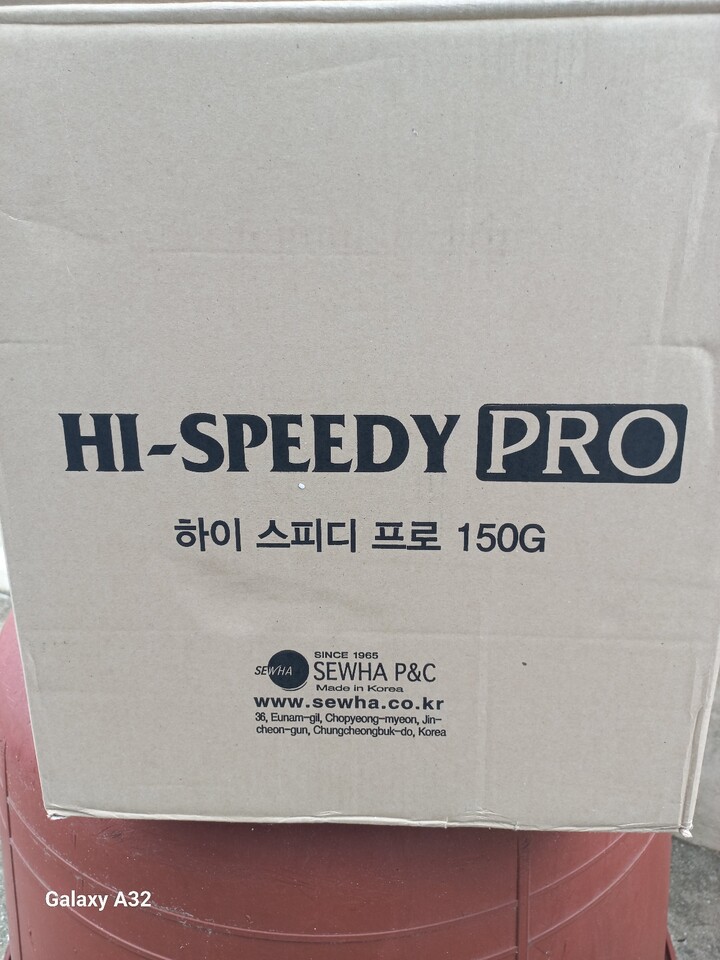 HI-SPEEDY PRO
하이 스피디 프로 150G
SEWHA
SINCE 1965
SEWHA P&C
Made in Korea
www.sewha.co.kr
36, Eunam-gil, Chopyeong-myeon, Jin-
cheon-gun, Chungcheongbuk-do, Korea
Galaxy A32